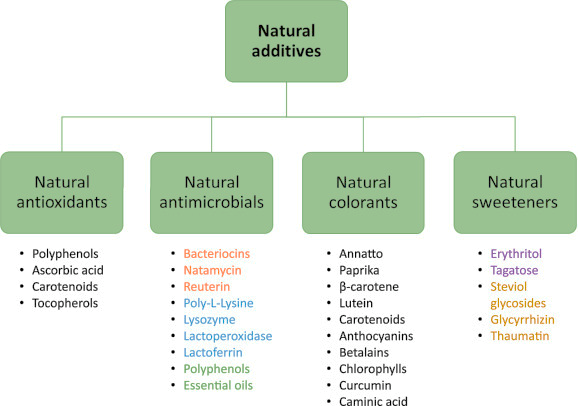 Natural
additives
Natural
antioxidants
• Polyphenols
• Ascorbic acid
• Carotenoids
• Tocopherols
Natural
antimicrobials
• Bacteriocins
• Natamycin
• Reuterin
• Poly-L-Lysine
• Lysozyme
• Lactoperoxidase
• Lactoferrin
• Polyphenols
• Essential oils
Natural
colorants
• Annatto
• Paprika
• β-carotene
• Lutein
• Carotenoids
• Anthocyanins
• Betalains
• Chlorophylls
• Curcumin
• Caminic acid
Natural
sweeteners
• Erythritol
• Tagatose
• Steviol
glycosides
• Glycyrrhizin
• Thaumatin